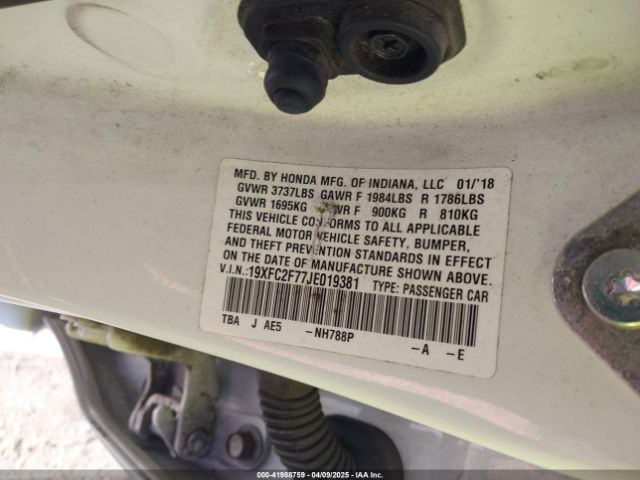 MFD. BY HONDA MFG. OF INDIANA, LLC 01/'18
GVWR 3737LBS GAWR F 1984LBS R 1786LBS
GVWR 1695KG WR F 900KG R 810KG
THIS VEHICLE CONFORMS TO ALL APPLICABLE
FEDERAL MOTOR VEHICLE SAFETY, BUMPER,
AND THEFT PREVENTION STANDARDS IN EFFECT
ON THE DATE OF MANUFACTURE SHOWN ABOVE.
V.I.N.:19XFC2F77JE019381 TYPE: PASSENGER CAR
TBA J AE5 -NH788P -A -E
000-41988759 - 04/09/2025 - IAA Inc.